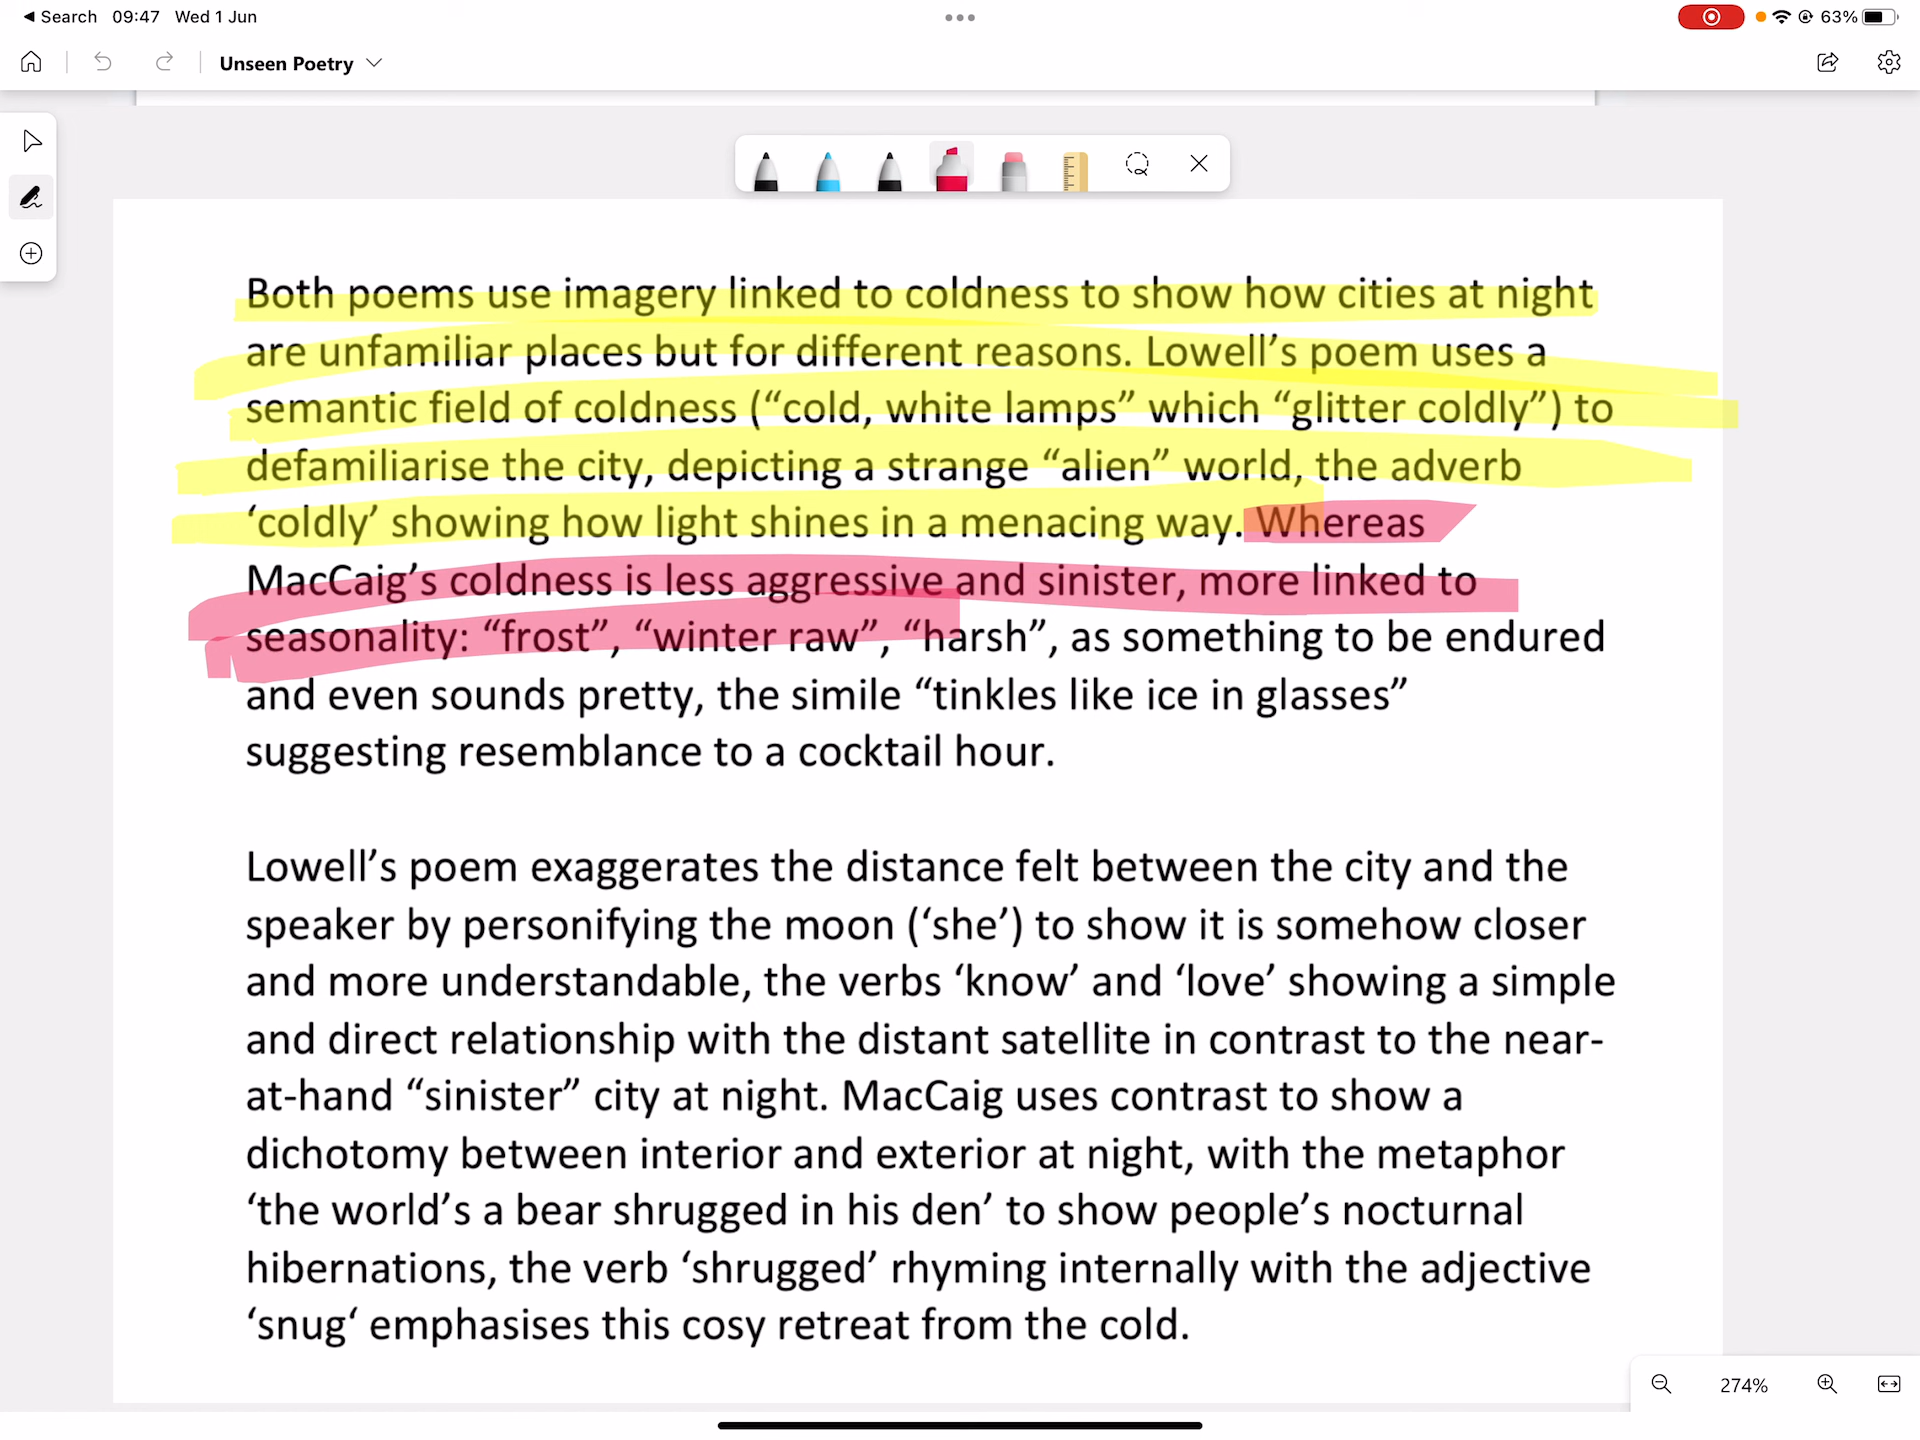 Search 09:47 Wed 1 Jun
63%
Unseen Poetry
Both poems use imagery linked to coldness to show how cities at night
are unfamiliar places but for different reasons. Lowell’s poem uses a
semantic field of coldness (“cold, white lamps” which “glitter coldly”) to
defamiliarise the city, depicting a strange “alien” world, the adverb
‘coldly’ showing how light shines in a menacing way. Whereas
MacCaig’s coldness is less aggressive and sinister, more linked to
seasonality: “frost”, “winter raw”, “harsh”, as something to be endured
and even sounds pretty, the simile “tinkles like ice in glasses”
suggesting resemblance to a cocktail hour.
Lowell’s poem exaggerates the distance felt between the city and the
speaker by personifying the moon (‘she’) to show it is somehow closer
and more understandable, the verbs ‘know’ and ‘love’ showing a simple
and direct relationship with the distant satellite in contrast to the near-
at-hand “sinister” city at night. MacCaig uses contrast to show a
dichotomy between interior and exterior at night, with the metaphor
‘the world’s a bear shrugged in his den’ to show people’s nocturnal
hibernations, the verb ‘shrugged’ rhyming internally with the adjective
‘snug‘ emphasises this cosy retreat from the cold.
274%